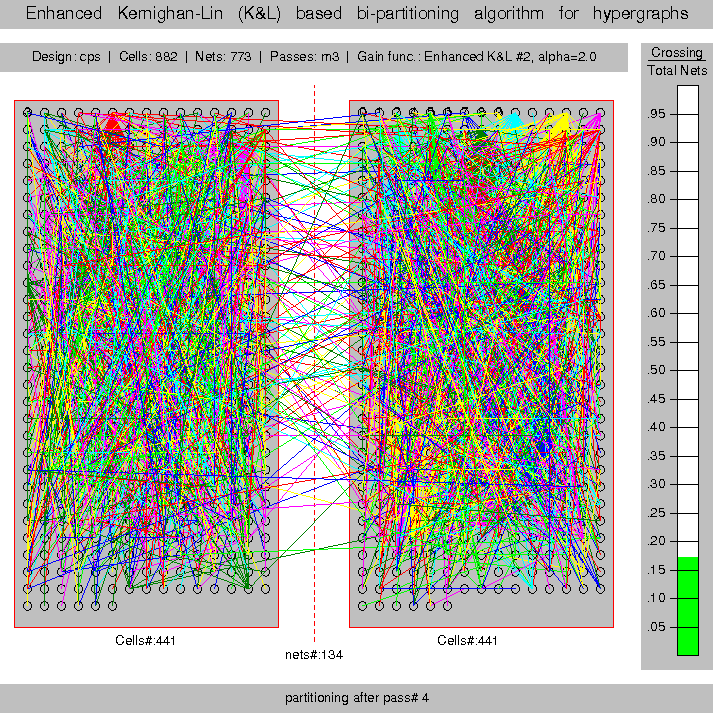 Enhanced Kernighan-Lin (K&L) based bi-partitioning algorithm for hypergraphs
Design: cps | Cells: 882 | Nets: 773 | Passes: m3 | Gain func.: Enhanced K&L #2, alpha=2.0
Crossing
Total Nets
.95
.90
.85
.80
.75
.70
.65
.60
.55
.50
.45
.40
.35
.30
.25
.20
.15
.10
.05
Cells#:441
Cells#:441
nets#:134
partitioning after pass# 4